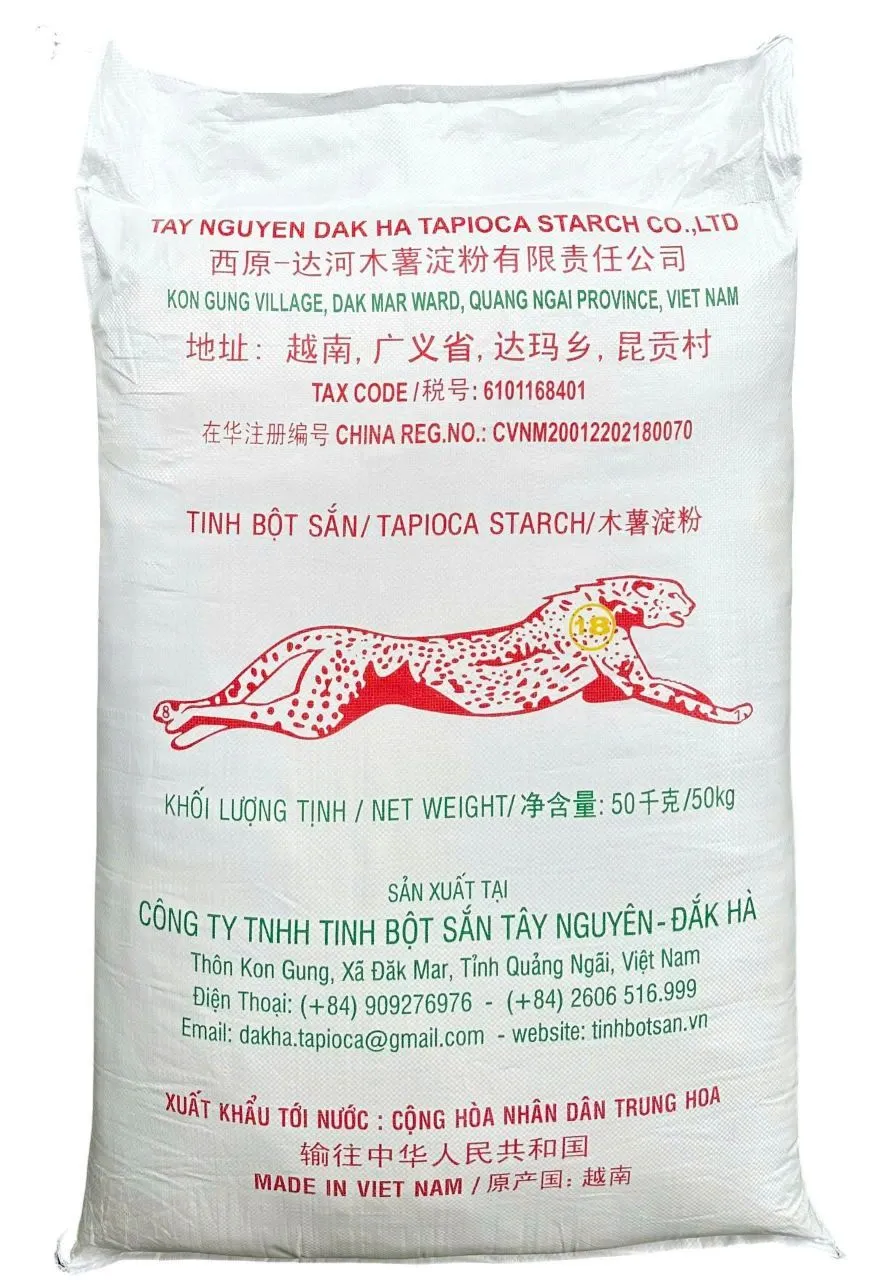 TAY NGUYEN DAK HA TAPIOCA STARCH CO.,LTD
西原-达河木薯淀粉有限责任公司
KON GUNG VILLAGE, DAK MAR WARD, QUANG NGAI PROVINCE, VIET NAM
地址: 越南, 广义省, 达玛乡, 昆贡村
TAX CODE / 税号: 6101168401
在华注册编号 CHINA REG.NO.: CVNM20012202180070
TINH BỘT SẮN/ TAPIOCA STARCH/木薯淀粉
18
8
1
KHỐI LƯỢNG TỊNH / NET WEIGHT/ 净含量: 50千克/50kg
SẢN XUẤT TẠI
CÔNG TY TNHH TINH BỘT SẮN TÂY NGUYÊN-ĐẮK HÀ
Thôn Kon Gung, Xã Đăk Mar, Tỉnh Quảng Ngãi, Việt Nam
Điện Thoại: (+84) 909276976 - (+84) 2606 516.999
Email: dakha.tapioca@gmail.com - website: tinhbotsan.vn
XUẤT KHẨU TỚI NƯỚC : CỘNG HÒA NHÂN DÂN TRUNG HOA
输往中华人民共和国
MADE IN VIET NAM / 原产国: 越南